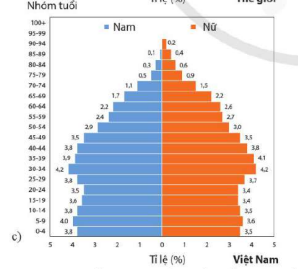 Nhóm tuổi Tỉ lệ (%) Thế giới
100+ Nam Nữ
95-99
90-94 0,2
85-89 0,1 0,4
80-84 0,3 0,6
75-79 0,5 0,9
70-74 1,1 1,5
65-69 1,7 2,2
60-64 2,2 2,6
55-59 2,4 2,7
50-54 2,9 3,0
45-49 3,5 3,5
40-44 3,8 3,8
35-39 3,9 4,1
30-34 4,2 4,2
25-29 3,8 3,7
20-24 3,5 3,4
15-19 3,6 3,4
10-14 3,8 3,5
5-9 4,0 3,6
c) 0-4 3,8 3,5
5 4 3 2 1 0 1 2 3 4 5
Tỉ lệ (%) Việt Nam